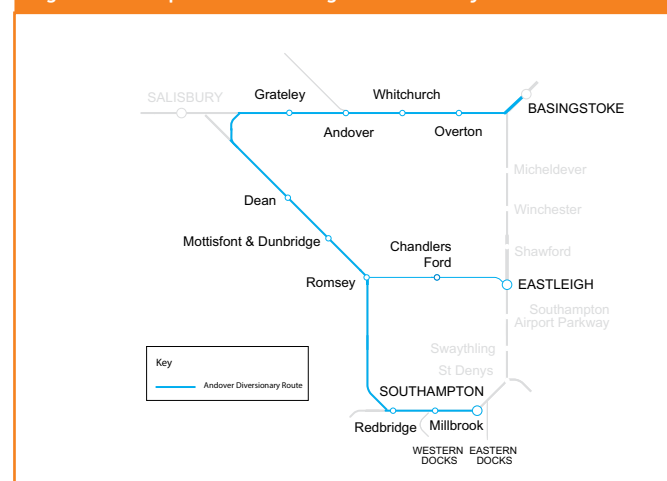 SALISBURY
Grateley
Whitchurch
BASINGSTOKE
Andover
Overton
Micheldever
Dean
Winchester
Mottisfont & Dunbridge
Chandlers
Ford
Shawford
Romsey
EASTLEIGH
Southampton
Airport Parkway
Swaythling
St Denys
Key
Andover Diversionary Route
SOUTHAMPTON
Redbridge
Millbrook
WESTERN
DOCKS
EASTERN
DOCKS